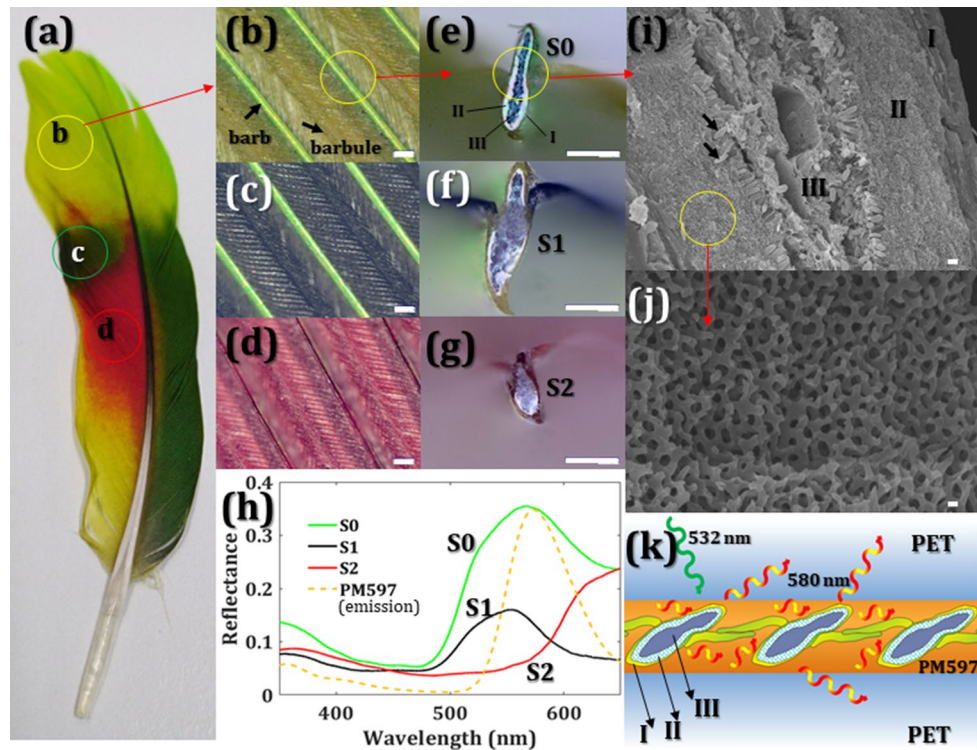 (a)
b
c
d
(b)
barb
barbule
(c)
(d)
(e)
S0
II
III
I
(f)
S1
(g)
S2
(h)
0.4
0.3
0.2
0.1
0
Reflectance
S0
S1
S2
PM597
(emission)
S0
S1
S2
400
500
600
Wavelength (nm)
(i)
I
II
III
(j)
(k)
532 nm
PET
580 nm
PM597
I
II
III
PET